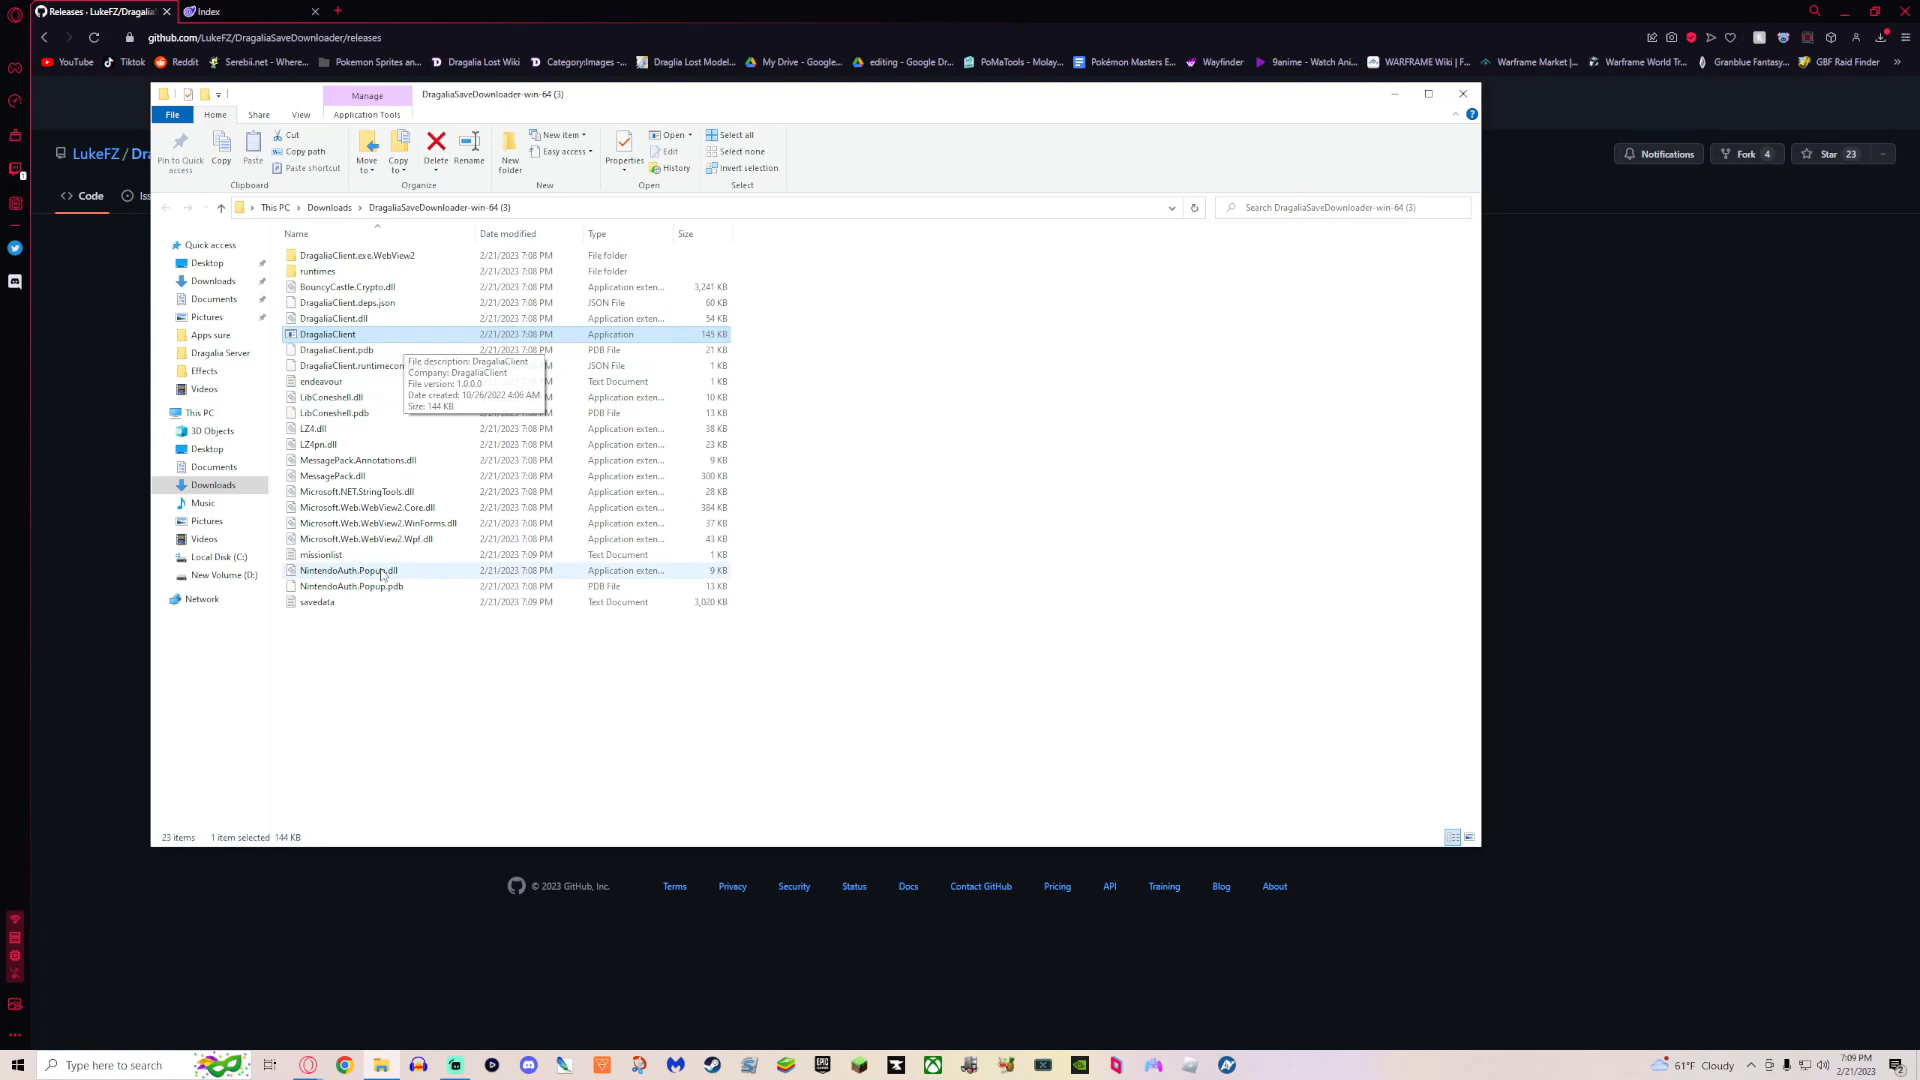 Releases · LukeFZ/DragaliaS
Index
github.com/LukeFZ/DragaliaSaveDownloader/releases
YouTube
Tiktok
Reddit
Serebii.net - Where...
Pokemon Sprites an...
Dragalia Lost Wiki
Category:Images -...
Draglia Lost Model...
My Drive - Google...
editing - Google Dr...
PoMaTools - Molay...
Pokémon Masters E...
Wayfinder
9anime - Watch Ani...
WARFRAME Wiki | F...
Warframe Market |...
Warframe World Tr...
Granblue Fantasy...
GBF Raid Finder
LukeFZ / Dra
Code
Iss
Notifications
Fork 4
Star 23
Manage
DragaliaSaveDownloader-win-64 (3)
File
Home
Share
View
Application Tools
Pin to Quick access
Copy
Paste
Cut
Copy path
Paste shortcut
Clipboard
Move to
Copy to
Delete
Rename
Organize
New folder
New item
Easy access
New
Properties
Open
Edit
History
Open
Select all
Select none
Invert selection
Select
This PC > Downloads > DragaliaSaveDownloader-win-64 (3)
Search DragaliaSaveDownloader-win-64 (3)
Name Date modified Type Size
Quick access
Desktop
Downloads
Documents
Pictures
Apps sure
Dragalia Server
Effects
Videos
This PC
3D Objects
Desktop
Documents
Downloads
Music
Pictures
Videos
Local Disk (C:)
New Volume (D:)
Network
DragaliaClient.exe.WebView2 2/21/2023 7:08 PM File folder
runtimes 2/21/2023 7:08 PM File folder
BouncyCastle.Crypto.dll 2/21/2023 7:08 PM Application exten... 3,241 KB
DragaliaClient.deps.json 2/21/2023 7:08 PM JSON File 60 KB
DragaliaClient.dll 2/21/2023 7:08 PM Application exten... 54 KB
DragaliaClient 2/21/2023 7:08 PM Application 145 KB
DragaliaClient.pdb 2/21/2023 7:08 PM PDB File 21 KB
DragaliaClient.runtimecon M JSON File 1 KB
endeavour M Text Document 1 KB
LibConeshell.dll M Application exten... 10 KB
LibConeshell.pdb 2/21/2023 7:08 PM PDB File 13 KB
LZ4.dll 2/21/2023 7:08 PM Application exten... 38 KB
LZ4pn.dll 2/21/2023 7:08 PM Application exten... 23 KB
MessagePack.Annotations.dll 2/21/2023 7:08 PM Application exten... 9 KB
MessagePack.dll 2/21/2023 7:08 PM Application exten... 300 KB
Microsoft.NET.StringTools.dll 2/21/2023 7:08 PM Application exten... 28 KB
Microsoft.Web.WebView2.Core.dll 2/21/2023 7:08 PM Application exten... 384 KB
Microsoft.Web.WebView2.WinForms.dll 2/21/2023 7:08 PM Application exten... 37 KB
Microsoft.Web.WebView2.Wpf.dll 2/21/2023 7:08 PM Application exten... 43 KB
missionlist 2/21/2023 7:09 PM Text Document 1 KB
NintendoAuth.Popup.dll 2/21/2023 7:08 PM Application exten... 9 KB
NintendoAuth.Popup.pdb 2/21/2023 7:08 PM PDB File 13 KB
savedata 2/21/2023 7:09 PM Text Document 3,020 KB
File description: DragaliaClient
Company: DragaliaClient
File version: 1.0.0.0
Date created: 10/26/2022 4:06 AM
Size: 144 KB
23 items 1 item selected 144 KB
© 2023 GitHub, Inc.
Terms
Privacy
Security
Status
Docs
Contact GitHub
Pricing
API
Training
Blog
About
Type here to search
61°F Cloudy
7:09 PM
2/21/2023